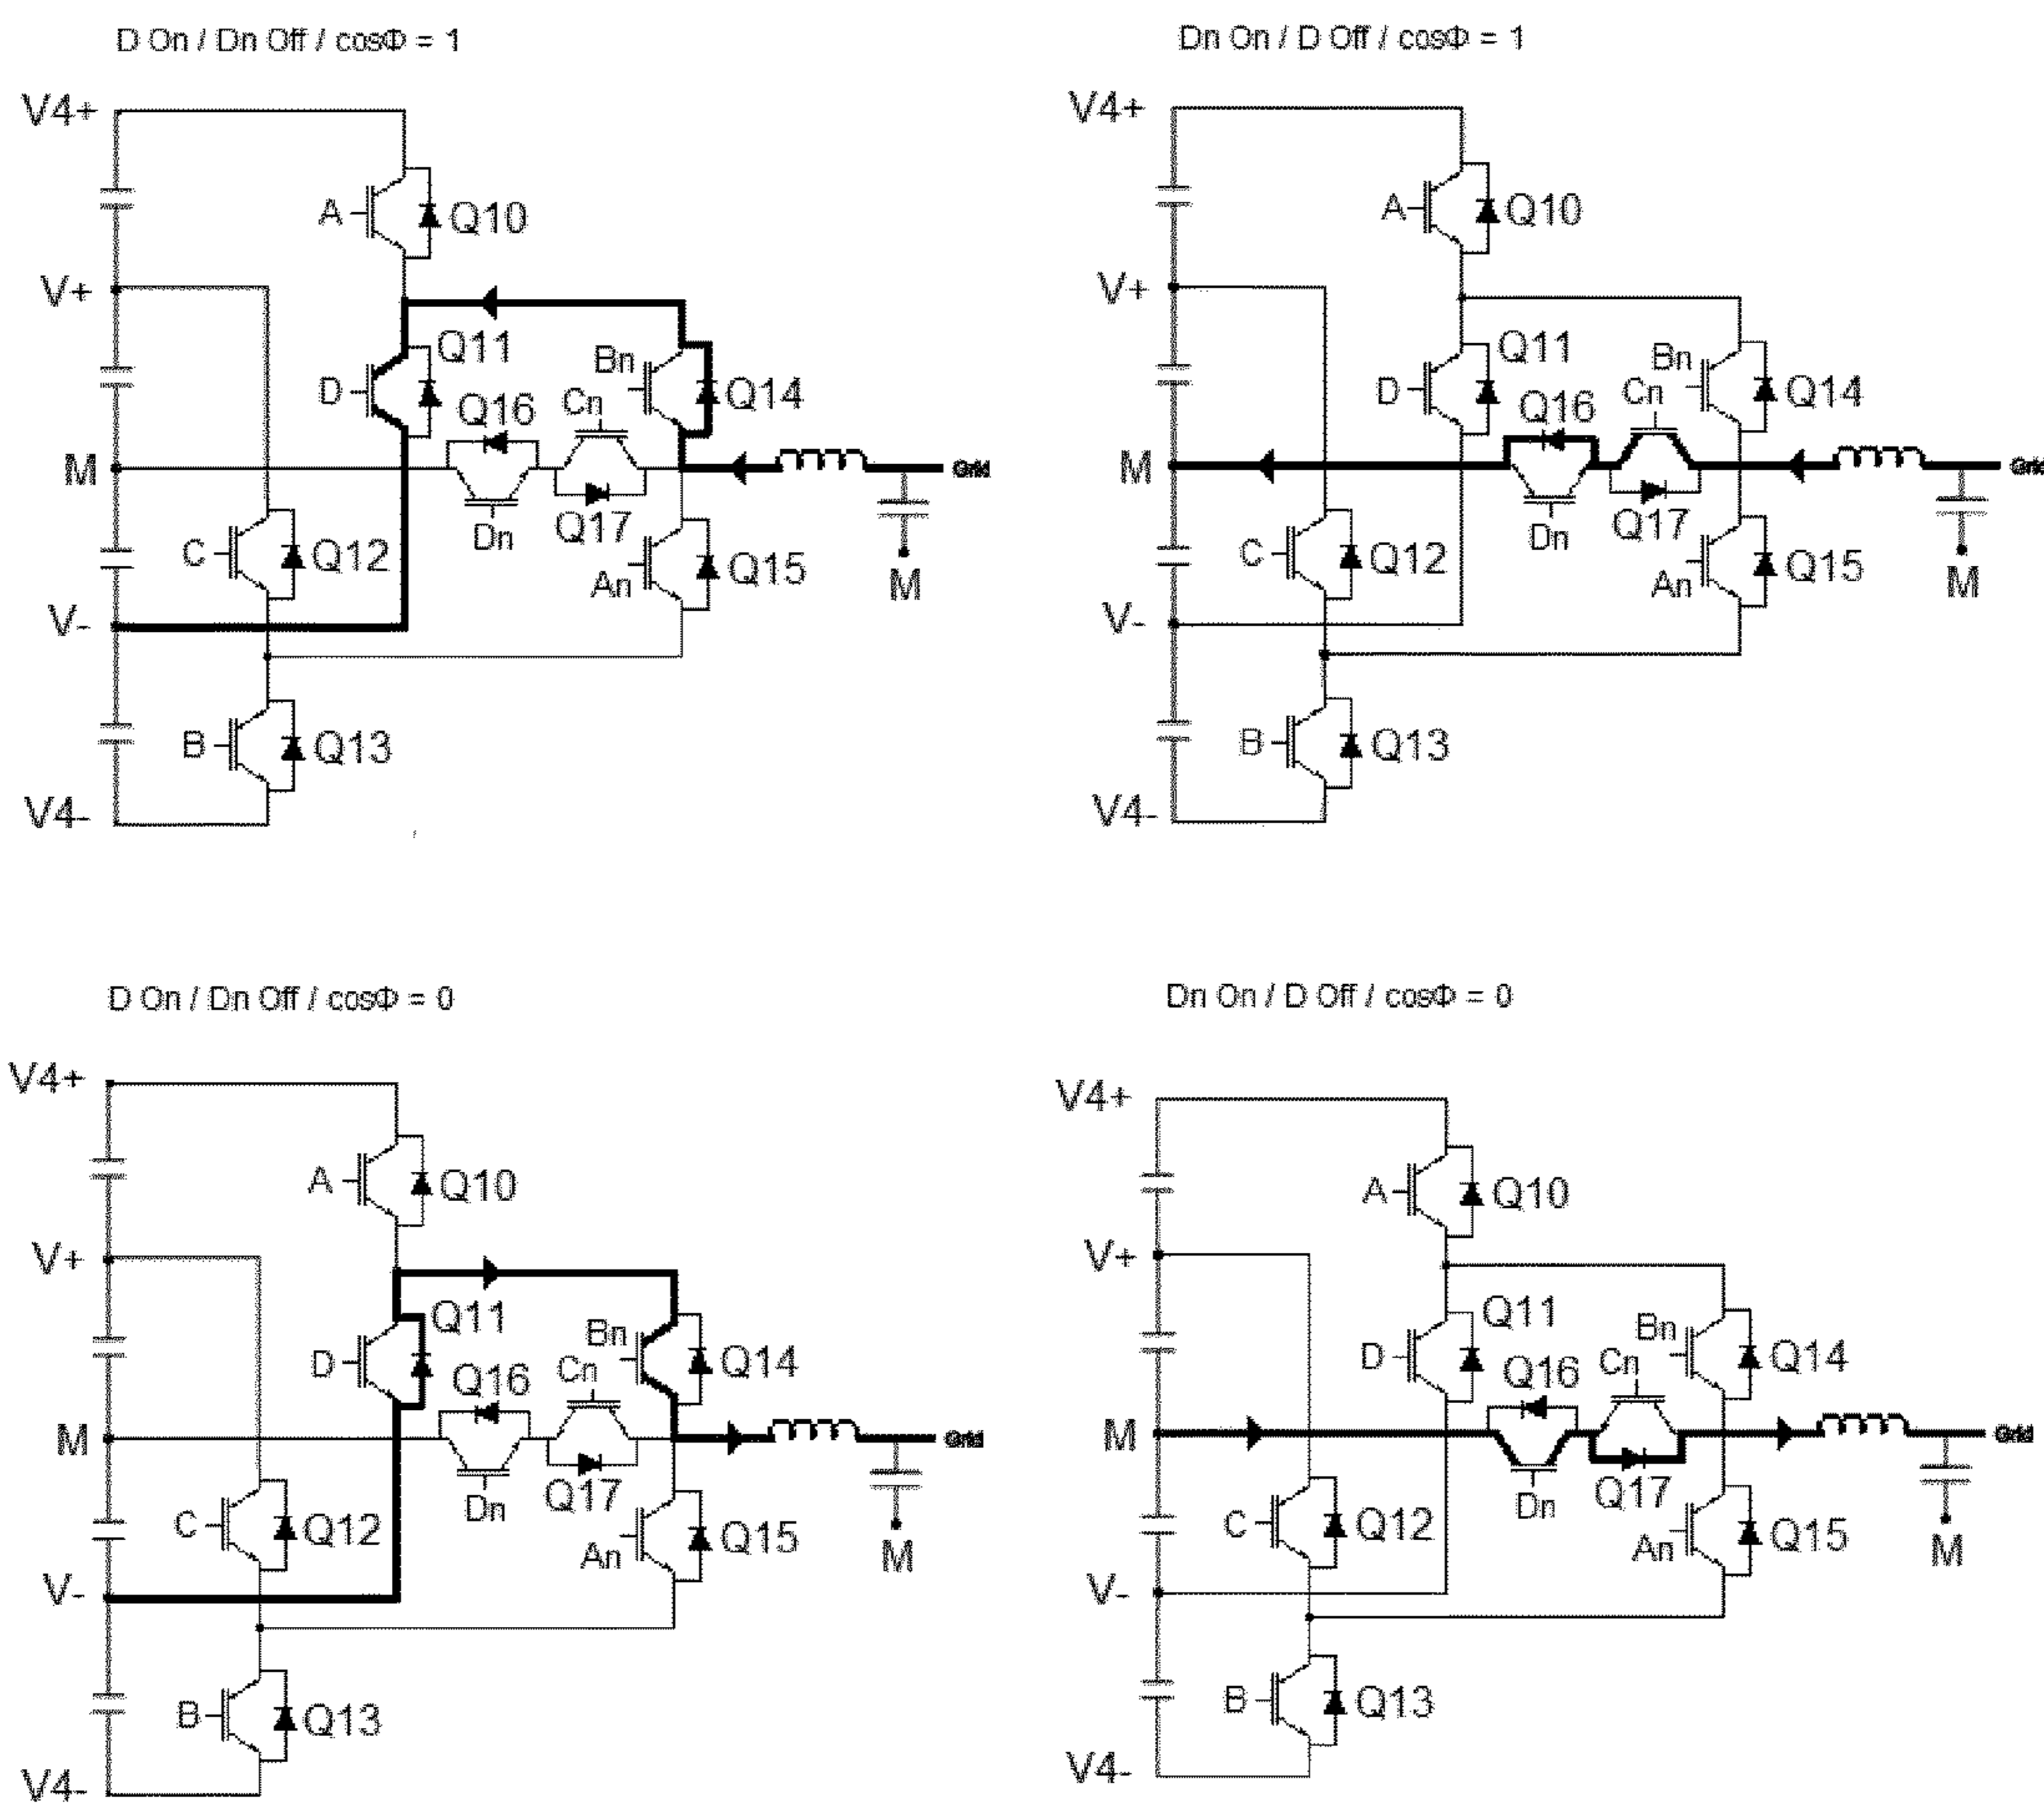 D On / Dn Off / cosΦ = 1
V4+
A
Q10
V+
Q11
Bn
D
Q16
Cn
Q14
M
Grid
Dn
Q17
C
Q12
An
Q15
M
V-
B
Q13
V4-
Dn On / D Off / cosΦ = 1
V4+
A
Q10
V+
Q11
Bn
D
Q16
Cn
Q14
M
Grid
Dn
Q17
C
Q12
An
Q15
M
V-
B
Q13
V4-
D On / Dn Off / cosΦ = 0
V4+
A
Q10
V+
Q11
Bn
D
Q16
Cn
Q14
M
Grid
Dn
Q17
C
Q12
An
Q15
M
V-
B
Q13
V4-
Dn On / D Off / cosΦ = 0
V4+
A
Q10
V+
Q11
Bn
D
Q16
Cn
Q14
M
Grid
Dn
Q17
C
Q12
An
Q15
M
V-
B
Q13
V4-